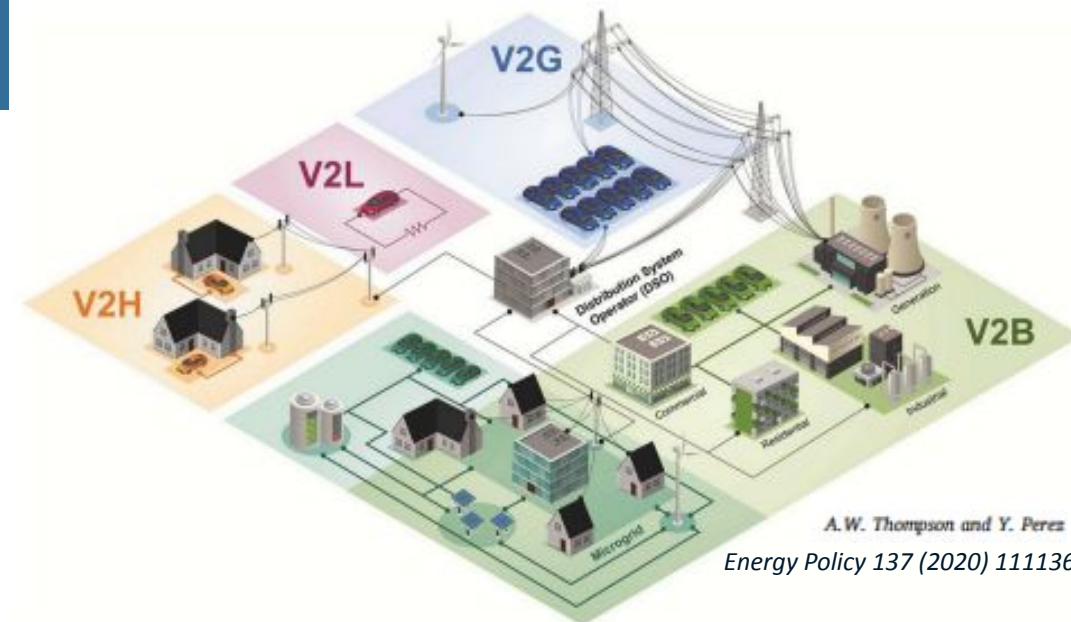 V2G
V2L
V2H
Distribution System
Operator (DSO)
Generation
V2B
Commercial
Industrial
Residential
Microgrid
A.W. Thompson and Y. Perez
Energy Policy 137 (2020) 111136